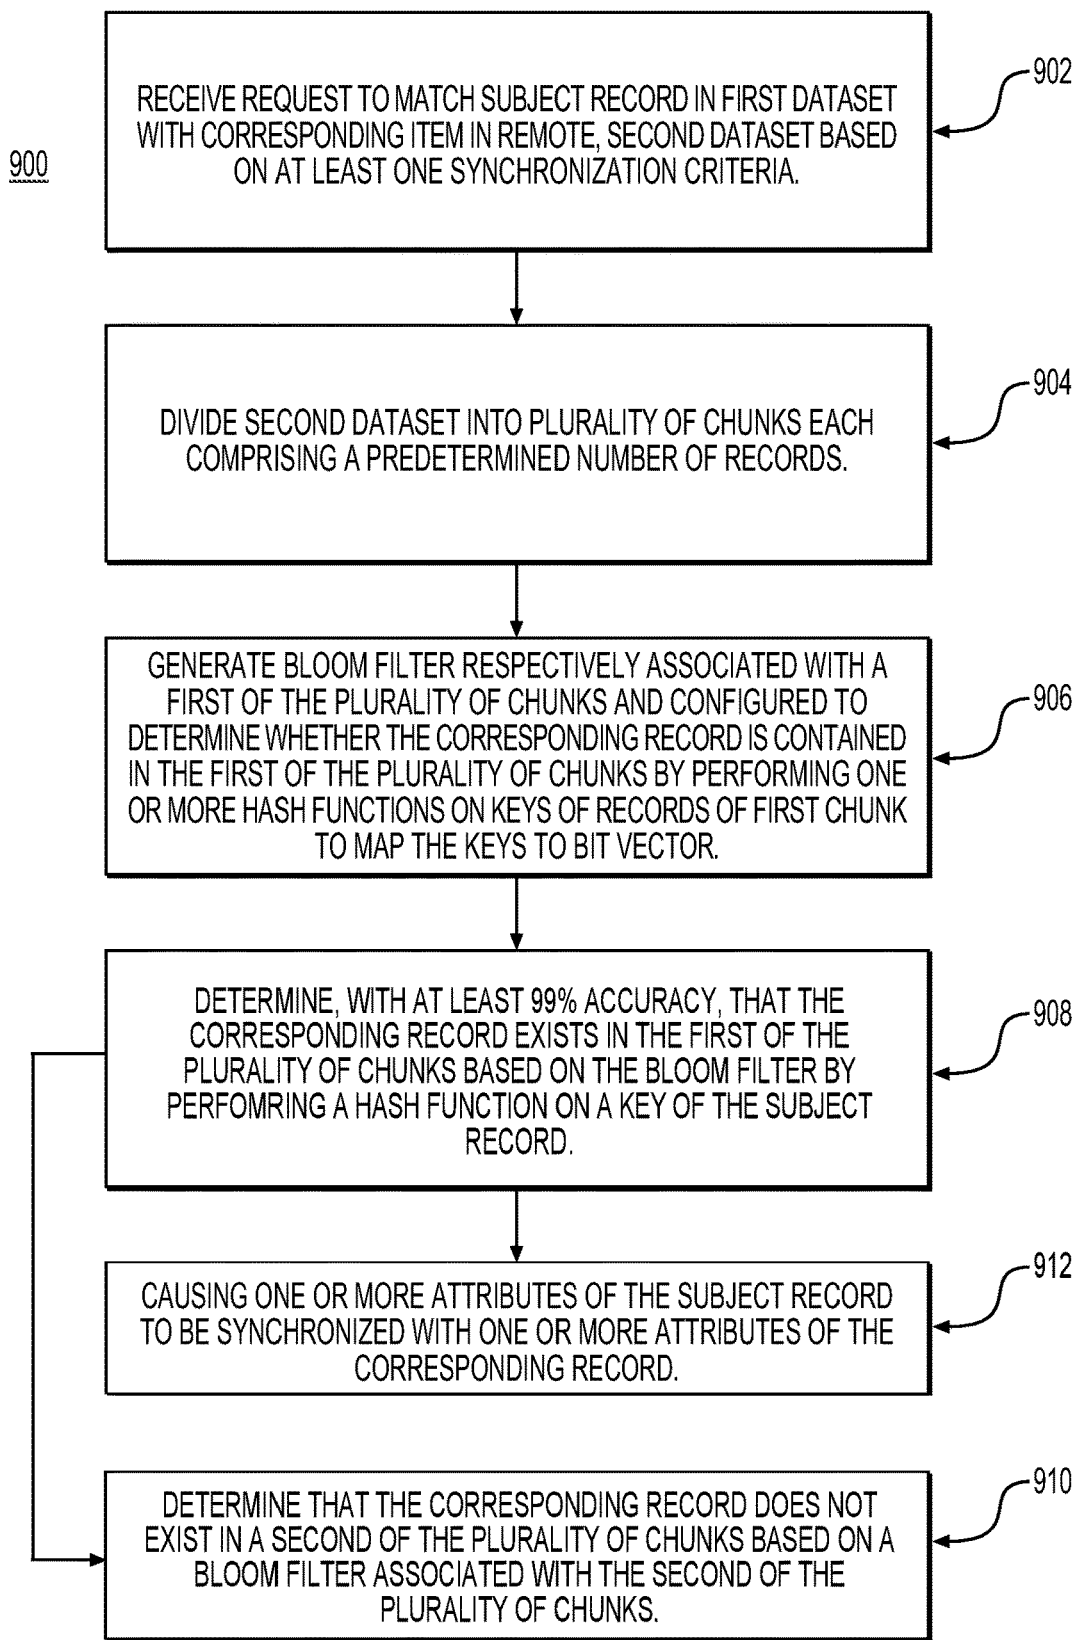 900
RECEIVE REQUEST TO MATCH SUBJECT RECORD IN FIRST DATASET
WITH CORRESPONDING ITEM IN REMOTE, SECOND DATASET BASED
ON AT LEAST ONE SYNCHRONIZATION CRITERIA.
902
DIVIDE SECOND DATASET INTO PLURALITY OF CHUNKS EACH
COMPRISING A PREDETERMINED NUMBER OF RECORDS.
904
GENERATE BLOOM FILTER RESPECTIVELY ASSOCIATED WITH A
FIRST OF THE PLURALITY OF CHUNKS AND CONFIGURED TO
DETERMINE WHETHER THE CORRESPONDING RECORD IS CONTAINED
IN THE FIRST OF THE PLURALITY OF CHUNKS BY PERFORMING ONE
OR MORE HASH FUNCTIONS ON KEYS OF RECORDS OF FIRST CHUNK
TO MAP THE KEYS TO BIT VECTOR.
906
DETERMINE, WITH AT LEAST 99% ACCURACY, THAT THE
CORRESPONDING RECORD EXISTS IN THE FIRST OF THE
PLURALITY OF CHUNKS BASED ON THE BLOOM FILTER BY
PERFOMRING A HASH FUNCTION ON A KEY OF THE SUBJECT
RECORD.
908
CAUSING ONE OR MORE ATTRIBUTES OF THE SUBJECT RECORD
TO BE SYNCHRONIZED WITH ONE OR MORE ATTRIBUTES OF THE
CORRESPONDING RECORD.
912
DETERMINE THAT THE CORRESPONDING RECORD DOES NOT
EXIST IN A SECOND OF THE PLURALITY OF CHUNKS BASED ON A
BLOOM FILTER ASSOCIATED WITH THE SECOND OF THE
PLURALITY OF CHUNKS.
910